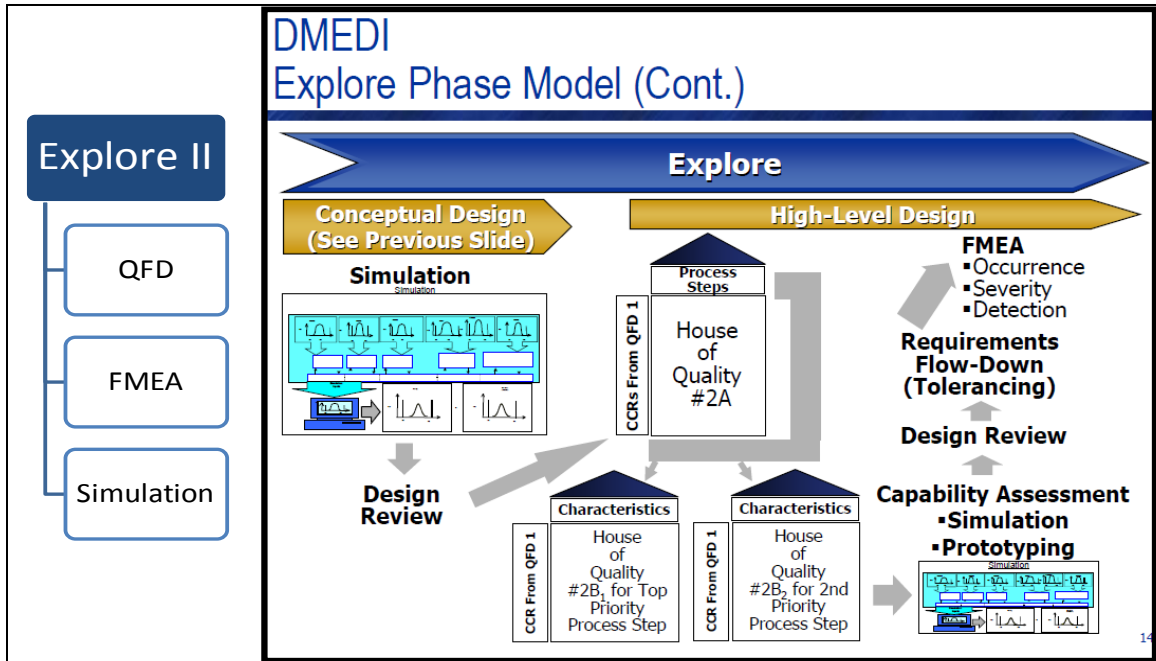 Explore II
QFD
FMEA
Simulation
DMEDI
Explore Phase Model (Cont.)
Explore
Conceptual Design
(See Previous Slide)
High-Level Design
Simulation
Simulation
Design
Review
Process
Steps
CCRs From QFD 1
House
of
Quality
#2A
Characteristics
CCR From QFD 1
House
of
Quality
#2B1 for Top
Priority
Process Step
Characteristics
CCR From QFD 1
House
of
Quality
#2B2 for 2nd
Priority
Process Step
FMEA
▪Occurrence
▪Severity
▪Detection
Requirements
Flow-Down
(Tolerancing)
Design Review
Capability Assessment
▪Simulation
▪Prototyping
Simulation
14